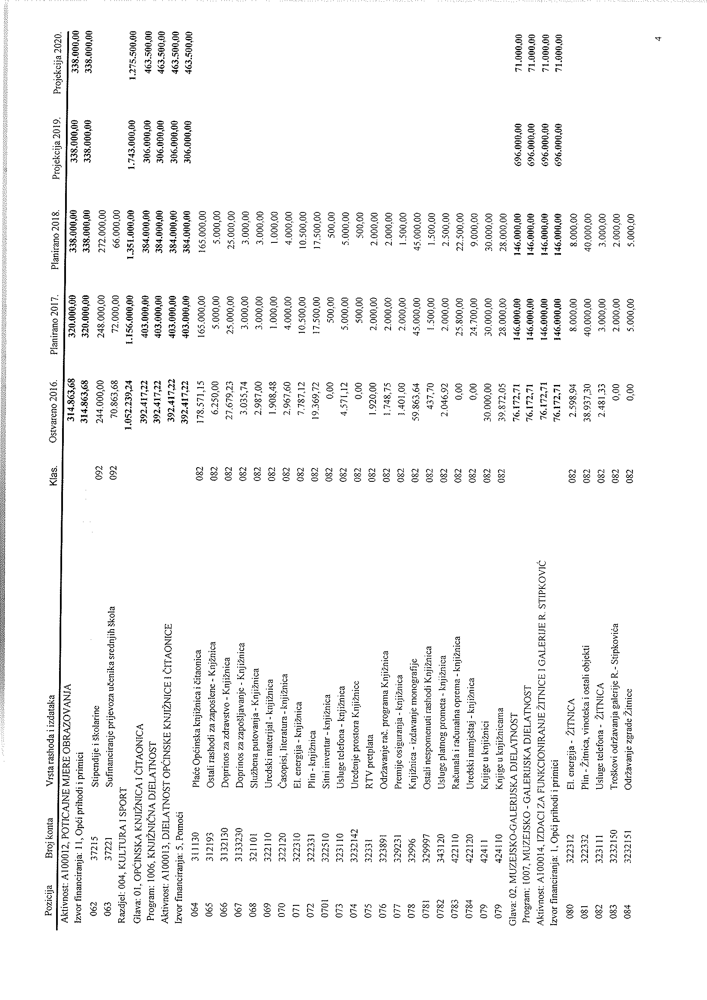 Pozicija Broj konta Vrsta rashoda i izdataka Klas. Ostvareno 2016. Planirano 2017. Planirano 2018. Projekcija 2019. Projekcija 2020.
Aktivnost: A100012, POTICAJNE MJERE OBRAZOVANJA 314.863,68 320.000,00 338.000,00 338.000,00 338.000,00
Izvor financiranja: 11, Opći prihodi i primici 314.863,68 320.000,00 338.000,00 338.000,00 338.000,00
062 37215 Stipendije i školarine 092 244.000,00 248.000,00 272.000,00
063 37221 Sufinanciranje prijevoza učenika srednjih škola 092 70.863,68 72.000,00 66.000,00
Razdjel: 004, KULTURA I SPORT 1.052.239,24 1.156.000,00 1.351.000,00 1.743.000,00 1.275.500,00
Glava: 01, OPĆINSKA KNJIŽNICA I ČITAONICA 392.417,22 403.000,00 384.000,00 306.000,00 463.500,00
Program: 1006, KNJIŽNIČNA DJELATNOST 392.417,22 403.000,00 384.000,00 306.000,00 463.500,00
Aktivnost: A100013, DJELATNOST OPĆINSKE KNJIŽNICE I ČITAONICE 392.417,22 403.000,00 384.000,00 306.000,00 463.500,00
Izvor financiranja: 5, Pomoći 392.417,22 403.000,00 384.000,00 306.000,00 463.500,00
064 311130 Plaće Općinska knjižnica i čitaonica 082 178.571,15 165.000,00 165.000,00
065 312193 Ostali rashodi za zaposlene - Knjžnica 082 6.250,00 5.000,00 5.000,00
066 3132130 Doprinos za zdravstvo - Knjižnica 082 27.679,23 25.000,00 25.000,00
067 3133230 Doprinos za zapošljavanje - Knjižnica 082 3.035,74 3.000,00 3.000,00
068 321101 Službena putovanja - Knjižnica 082 2.987,00 3.000,00 3.000,00
069 322110 Uredski materijal - knjižnica 082 1.908,48 1.000,00 1.000,00
070 322120 Časopisi, literatura - knjižnica 082 2.967,60 4.000,00 4.000,00
071 322310 El. energija - knjižnica 082 7.787,12 10.500,00 10.500,00
072 322331 Plin - knjižnica 082 19.369,72 17.500,00 17.500,00
0701 322510 Sitni inventar - knjižnica 082 0,00 500,00 500,00
073 323110 Usluge telefona - knjižnica 082 4.571,12 5.000,00 5.000,00
074 3232142 Uređenje prostora Knjižnice 082 0,00 500,00 500,00
075 32331 RTV pretplata 082 1.920,00 2.000,00 2.000,00
076 323891 Održavanje rač. programa Knjižnica 082 1.748,75 2.000,00 2.000,00
077 329231 Premije osiguranja - knjižnica 082 1.401,00 2.000,00 1.500,00
078 32996 Knjižnica - izdavanje monografije 082 59.863,64 45.000,00 45.000,00
0781 329997 Ostali nespomenuti rashodi Knjižnica 082 437,70 1.500,00 1.500,00
0782 343120 Usluge platnog prometa - knjižnica 082 2.046,92 2.000,00 2.500,00
0783 422110 Računala i računalna oprema - knjižnica 082 0,00 25.800,00 22.500,00
0784 422120 Uredski namještaj - knjižnica 082 0,00 24.700,00 9.000,00
079 42411 Knjige u knjižnici 082 30.000,00 30.000,00 30.000,00
079 424110 Knjige u knjižnicama 082 39.872,05 28.000,00 28.000,00
Glava: 02, MUZEJSKO-GALERIJSKA DJELATNOST 76.172,71 146.000,00 146.000,00 696.000,00 71.000,00
Program: 1007, MUZEJSKO - GALERIJSKA DJELATNOST 76.172,71 146.000,00 146.000,00 696.000,00 71.000,00
Aktivnost: A100014, IZDACI ZA FUNKCIONIRANJE ŽITNICE I GALERIJE R. STIPKOVIĆ 76.172,71 146.000,00 146.000,00 696.000,00 71.000,00
Izvor financiranja: 1, Opći prihodi i primici 76.172,71 146.000,00 146.000,00 696.000,00 71.000,00
080 322312 El. energija - ŽITNICA 082 2.598,94 8.000,00 8.000,00
081 322332 Plin - Žitnica, vinoteka i ostali objekti 082 38.937,30 40.000,00 40.000,00
082 323111 Usluge telefona - ŽITNICA 082 2.481,33 3.000,00 3.000,00
083 3232150 Troškovi održavanja galerije R.- Stipkovića 082 0,00 2.000,00 2.000,00
084 3232151 Održavanje zgrade Žitnice 082 0,00 5.000,00 5.000,00
4